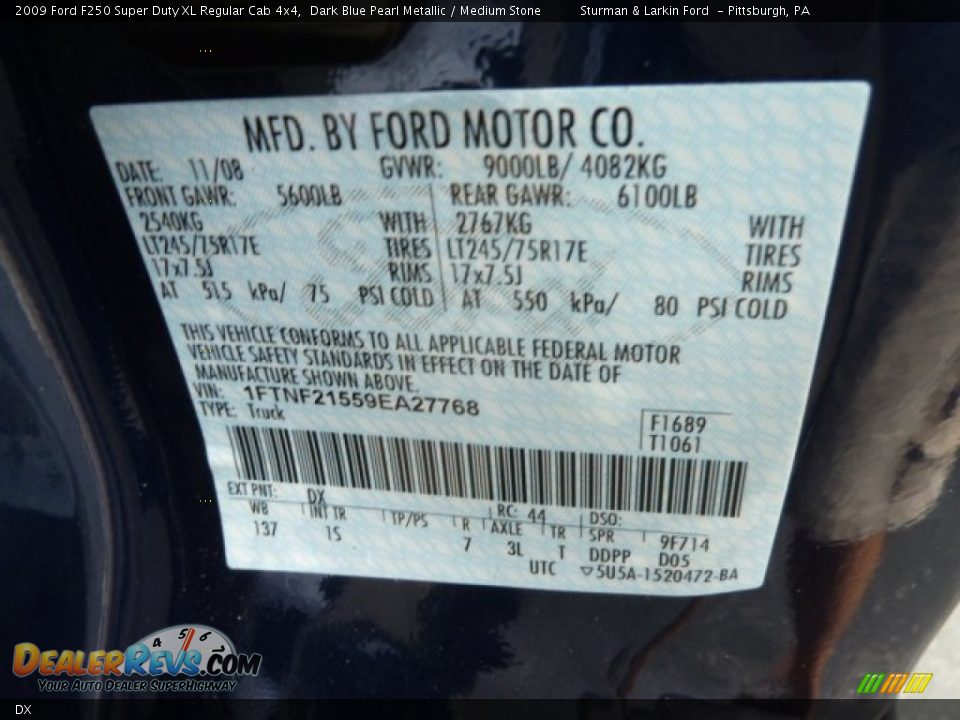 2009 Ford F250 Super Duty XL Regular Cab 4x4, Dark Blue Pearl Metallic / Medium Stone Sturman & Larkin Ford - Pittsburgh, PA
MFD. BY FORD MOTOR CO.
DATE: 11/08 GVWR: 9000LB/ 4082KG
FRONT GAWR: 5600LB REAR GAWR: 6100LB
2540KG WITH 2767KG WITH
LT245/75R17E TIRES LT245/75R17E TIRES
17x7.5J RIMS 17x7.5J RIMS
AT 515 kPa/ 75 PSI COLD AT 550 kPa/ 80 PSI COLD
THIS VEHICLE CONFORMS TO ALL APPLICABLE FEDERAL MOTOR
VEHICLE SAFETY STANDARDS IN EFFECT ON THE DATE OF
MANUFACTURE SHOWN ABOVE.
VIN: 1FTNF21559EA27768
TYPE: Truck
F1689
T1061
EXT PNT: DX RC: 44 DSO:
WB INT TR TP/PS R AXLE TR SPR 9F714
137 1S 7 3L T DDPP D05
UTC ▽5U5A-1520472-BA
4 5 6
DEALERREVS.COM
Your Auto Dealer SuperHighway
DX